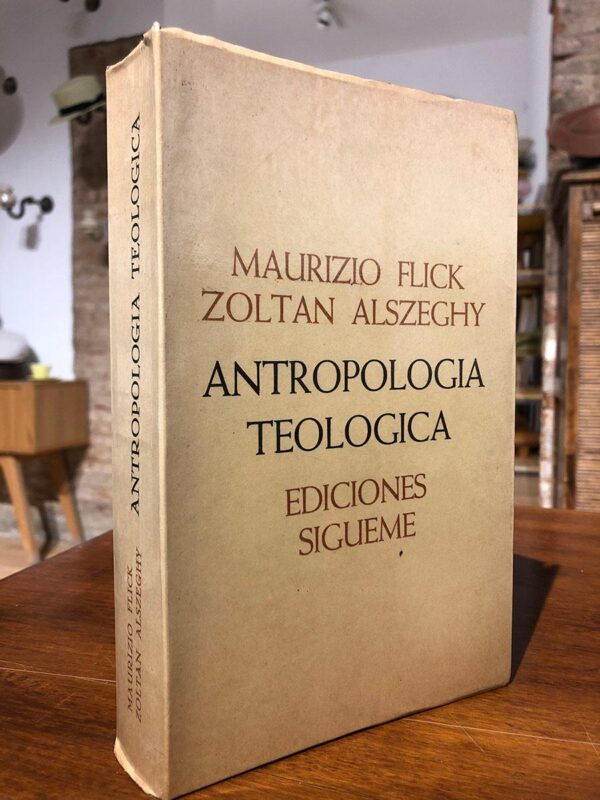 MAURIZIO FLICK
ZOLTAN ALSZEGHY
ANTROPOLOGIA
TEOLOGICA
EDICIONES
SIGUEME
MAURIZIO FLICK
ZOLTAN ALSZEGHY
ANTROPOLOGIA TEOLOGICA